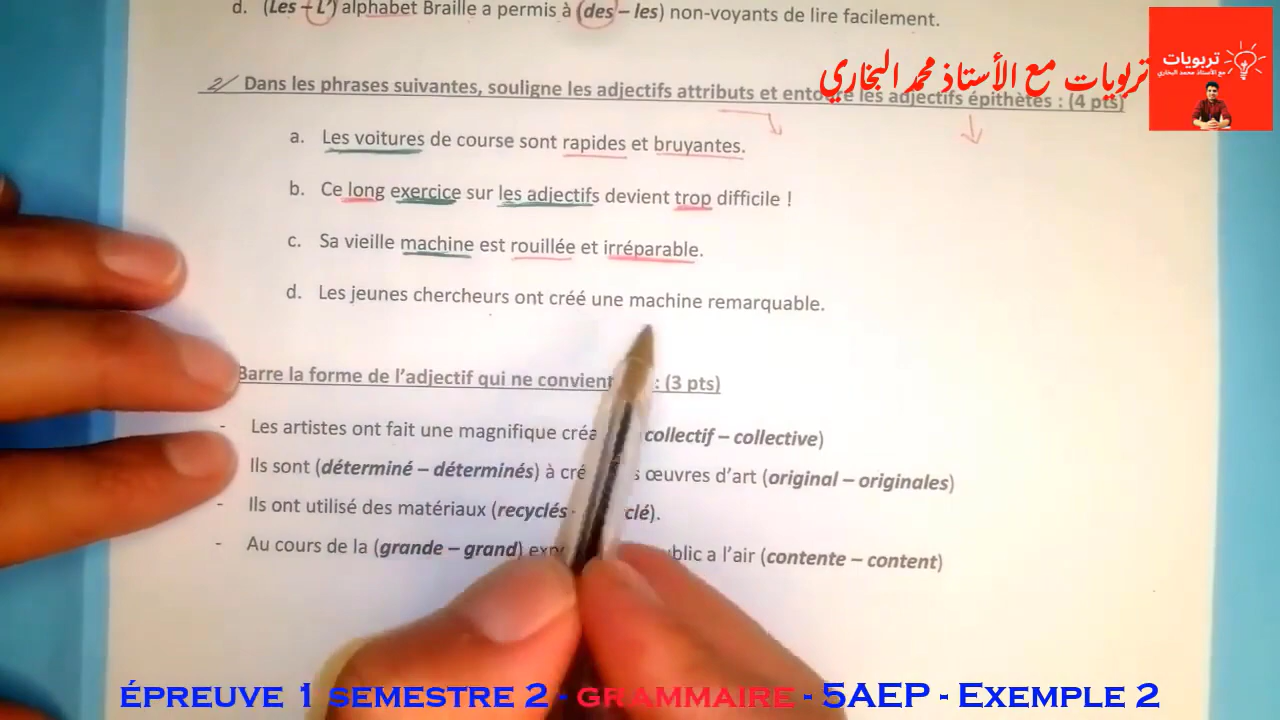 d. (Les – L') alphabet Braille a permis à (des – les) non-voyants de lire facilement.
تربويات مع الأستاذ محمد البخاري
تربويات
مع الأستاذ محمد البخاري
2/ Dans les phrases suivantes, souligne les adjectifs attributs et les adjectifs épithètes : (4 pts)
a. Les voitures de course sont rapides et bruyantes.
b. Ce long exercice sur les adjectifs devient trop difficile !
c. Sa vieille machine est rouillée et irréparable.
d. Les jeunes chercheurs ont créé une machine remarquable.
Barre la forme de l'adjectif qui ne convient : (3 pts)
- Les artistes ont fait une magnifique collectif – collective)
- Ils sont (déterminé – déterminés) à œuvres d'art (original – originales)
- Ils ont utilisé des matériaux (recyclés
- Au cours de la (grande – grand) a l'air (contente – content)
épreuve 1 semestre 2 - grammaire - 5AEP - Exemple 2